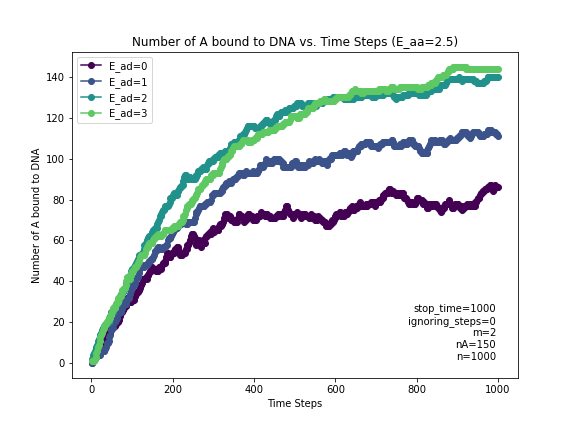 Number of A bound to DNA vs. Time Steps (E_aa=2.5)
E_ad=0
E_ad=1
E_ad=2
E_ad=3
Number of A bound to DNA
140
120
100
80
60
40
20
0
stop_time=1000
ignoring_steps=0
m=2
nA=150
n=1000
0 200 400 600 800 1000
Time Steps